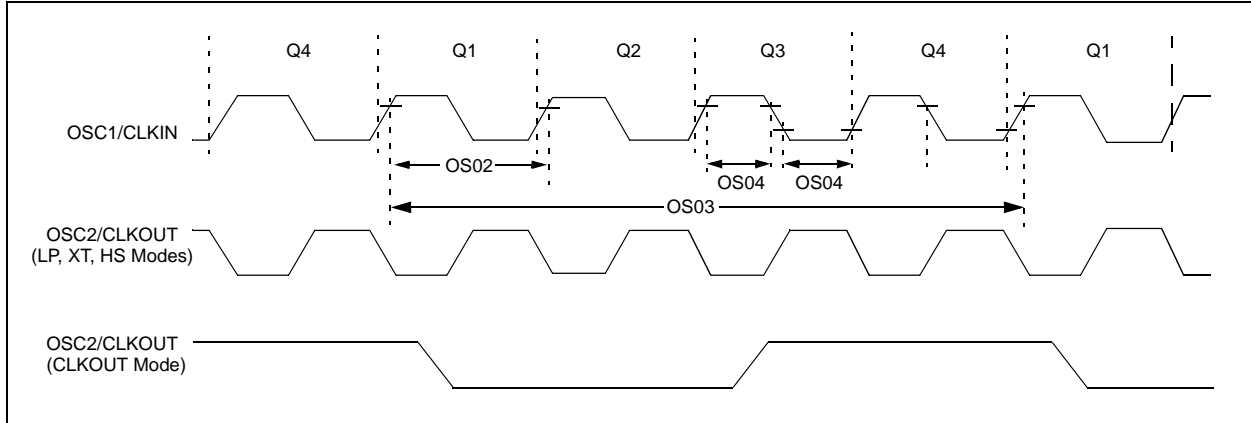 Q4 Q1 Q2 Q3 Q4 Q1
OSC1/CLKIN
OS02
OS04 OS04
OS03
OSC2/CLKOUT
(LP, XT, HS Modes)
OSC2/CLKOUT
(CLKOUT Mode)